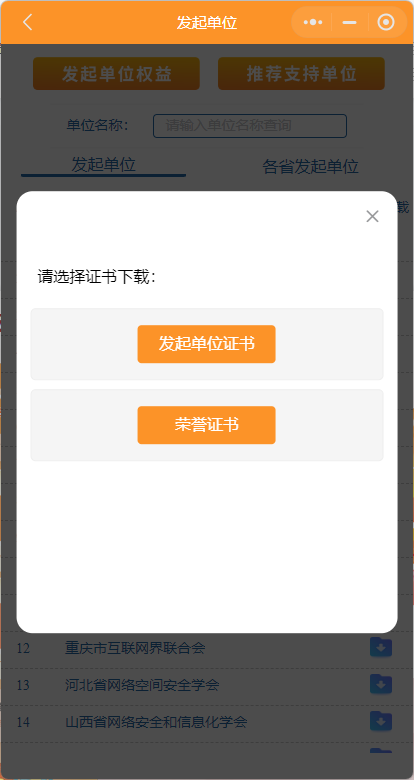 发起单位
发起单位权益 推荐支持单位
单位名称： 请输入单位名称查询
发起单位 各省发起单位
载
请选择证书下载：
发起单位证书
荣誉证书
12 重庆市互联网界联合会
13 河北省网络空间安全学会
14 山西省网络安全和信息化学会